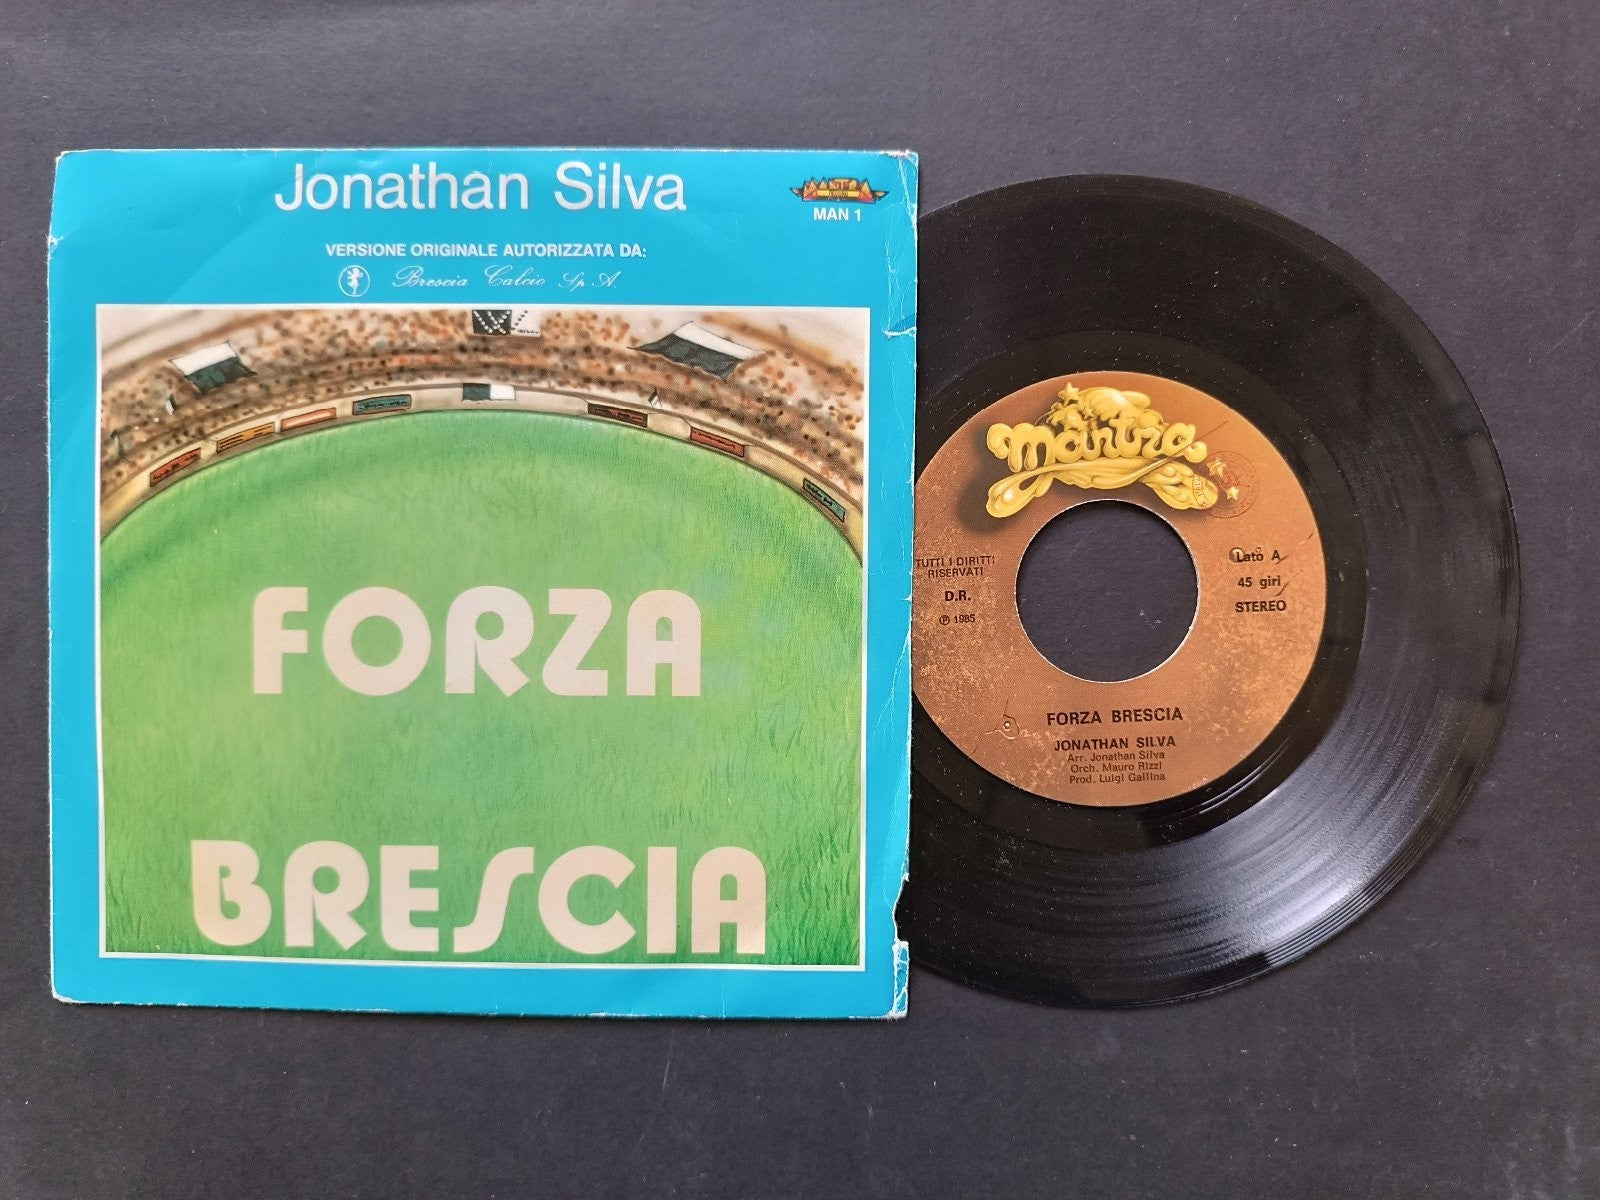 Jonathan Silva
MAN 1
VERSIONE ORIGINALE AUTORIZZATA DA:
Brescia Calcio Sp A.
FORZA
BRESCIA
mantra
TUTTI I DIRITTI
RISERVATI
D.R.
℗ 1985
Lato A
45 giri
STEREO
FORZA BRESCIA
JONATHAN SILVA
Arr. Jonathan Silva
Orch. Mauro Rizzi
Prod. Luigi Gallina